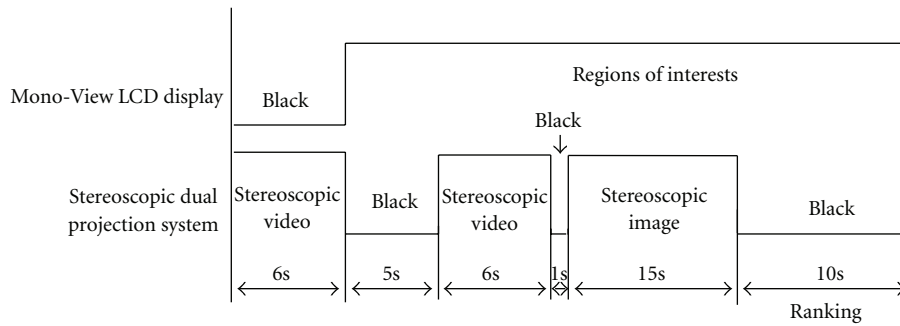 Mono-View LCD display
Black
Regions of interests
Black
Stereoscopic dual
projection system
Stereoscopic
video
Black
Stereoscopic
video
Stereoscopic
image
Black
6s
5s
6s
1s
15s
10s
Ranking